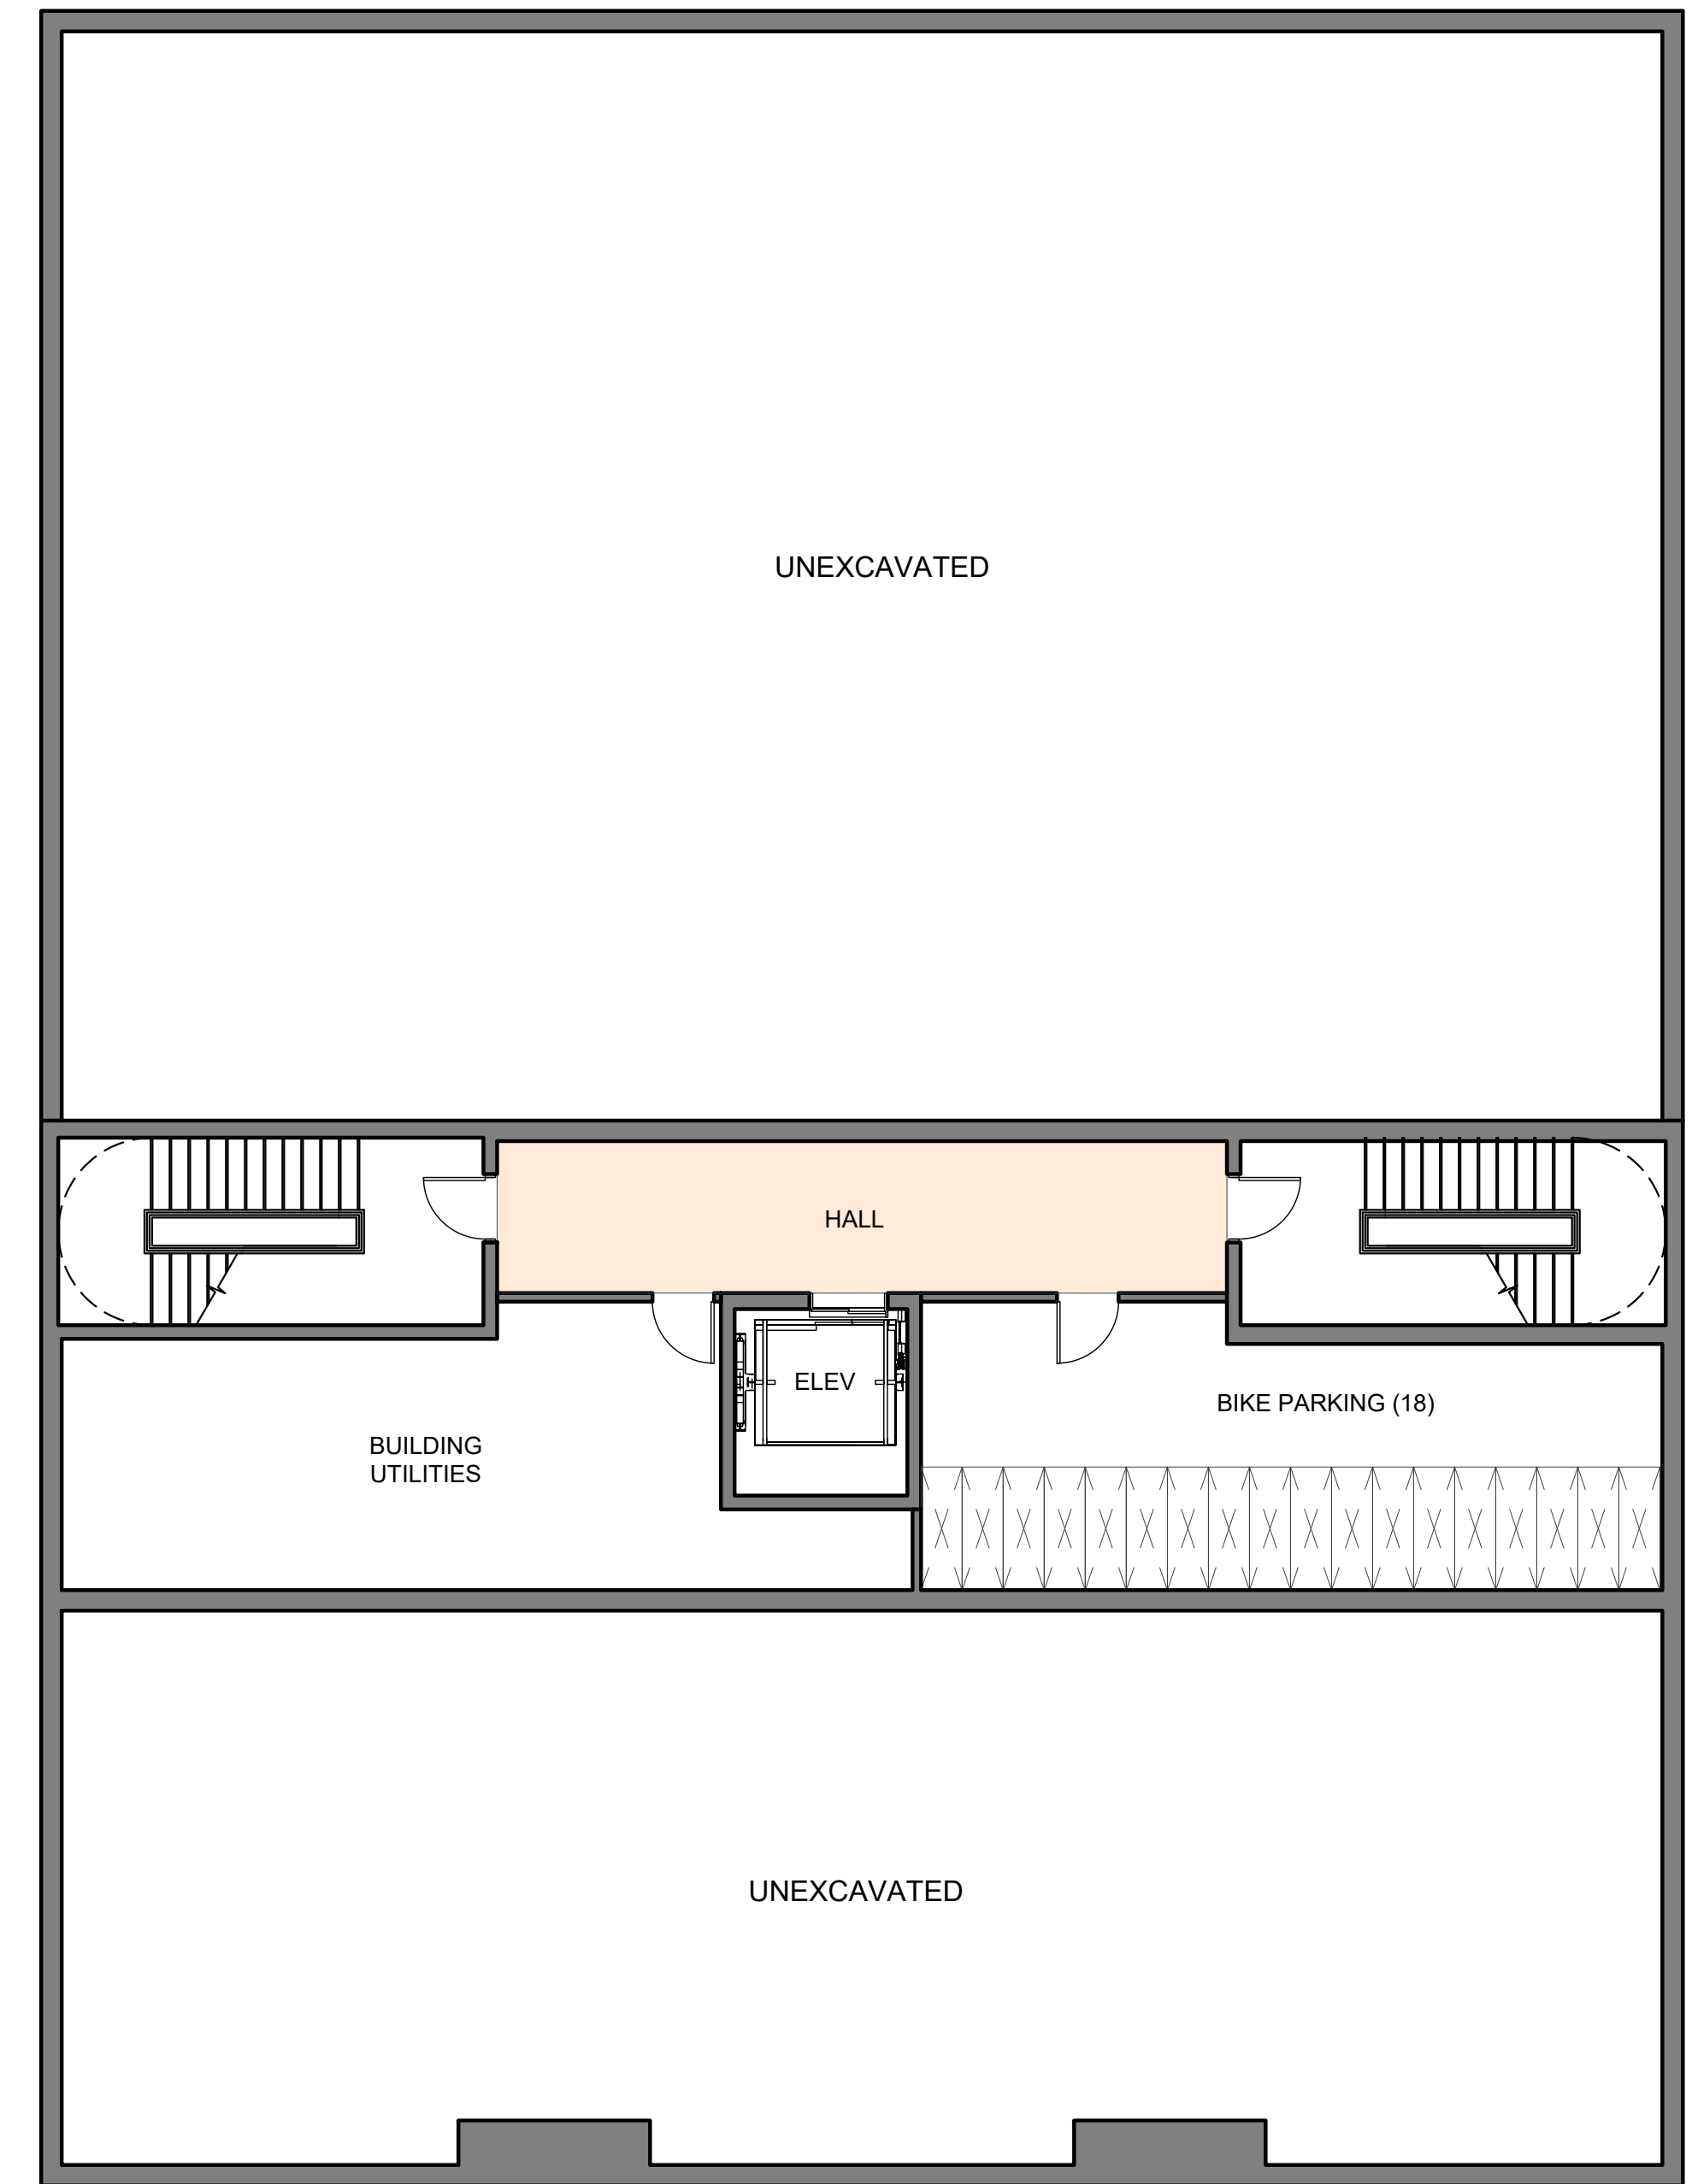 UNEXCAVATED
HALL
ELEV
BIKE PARKING (18)
BUILDING
UTILITIES
UNEXCAVATED